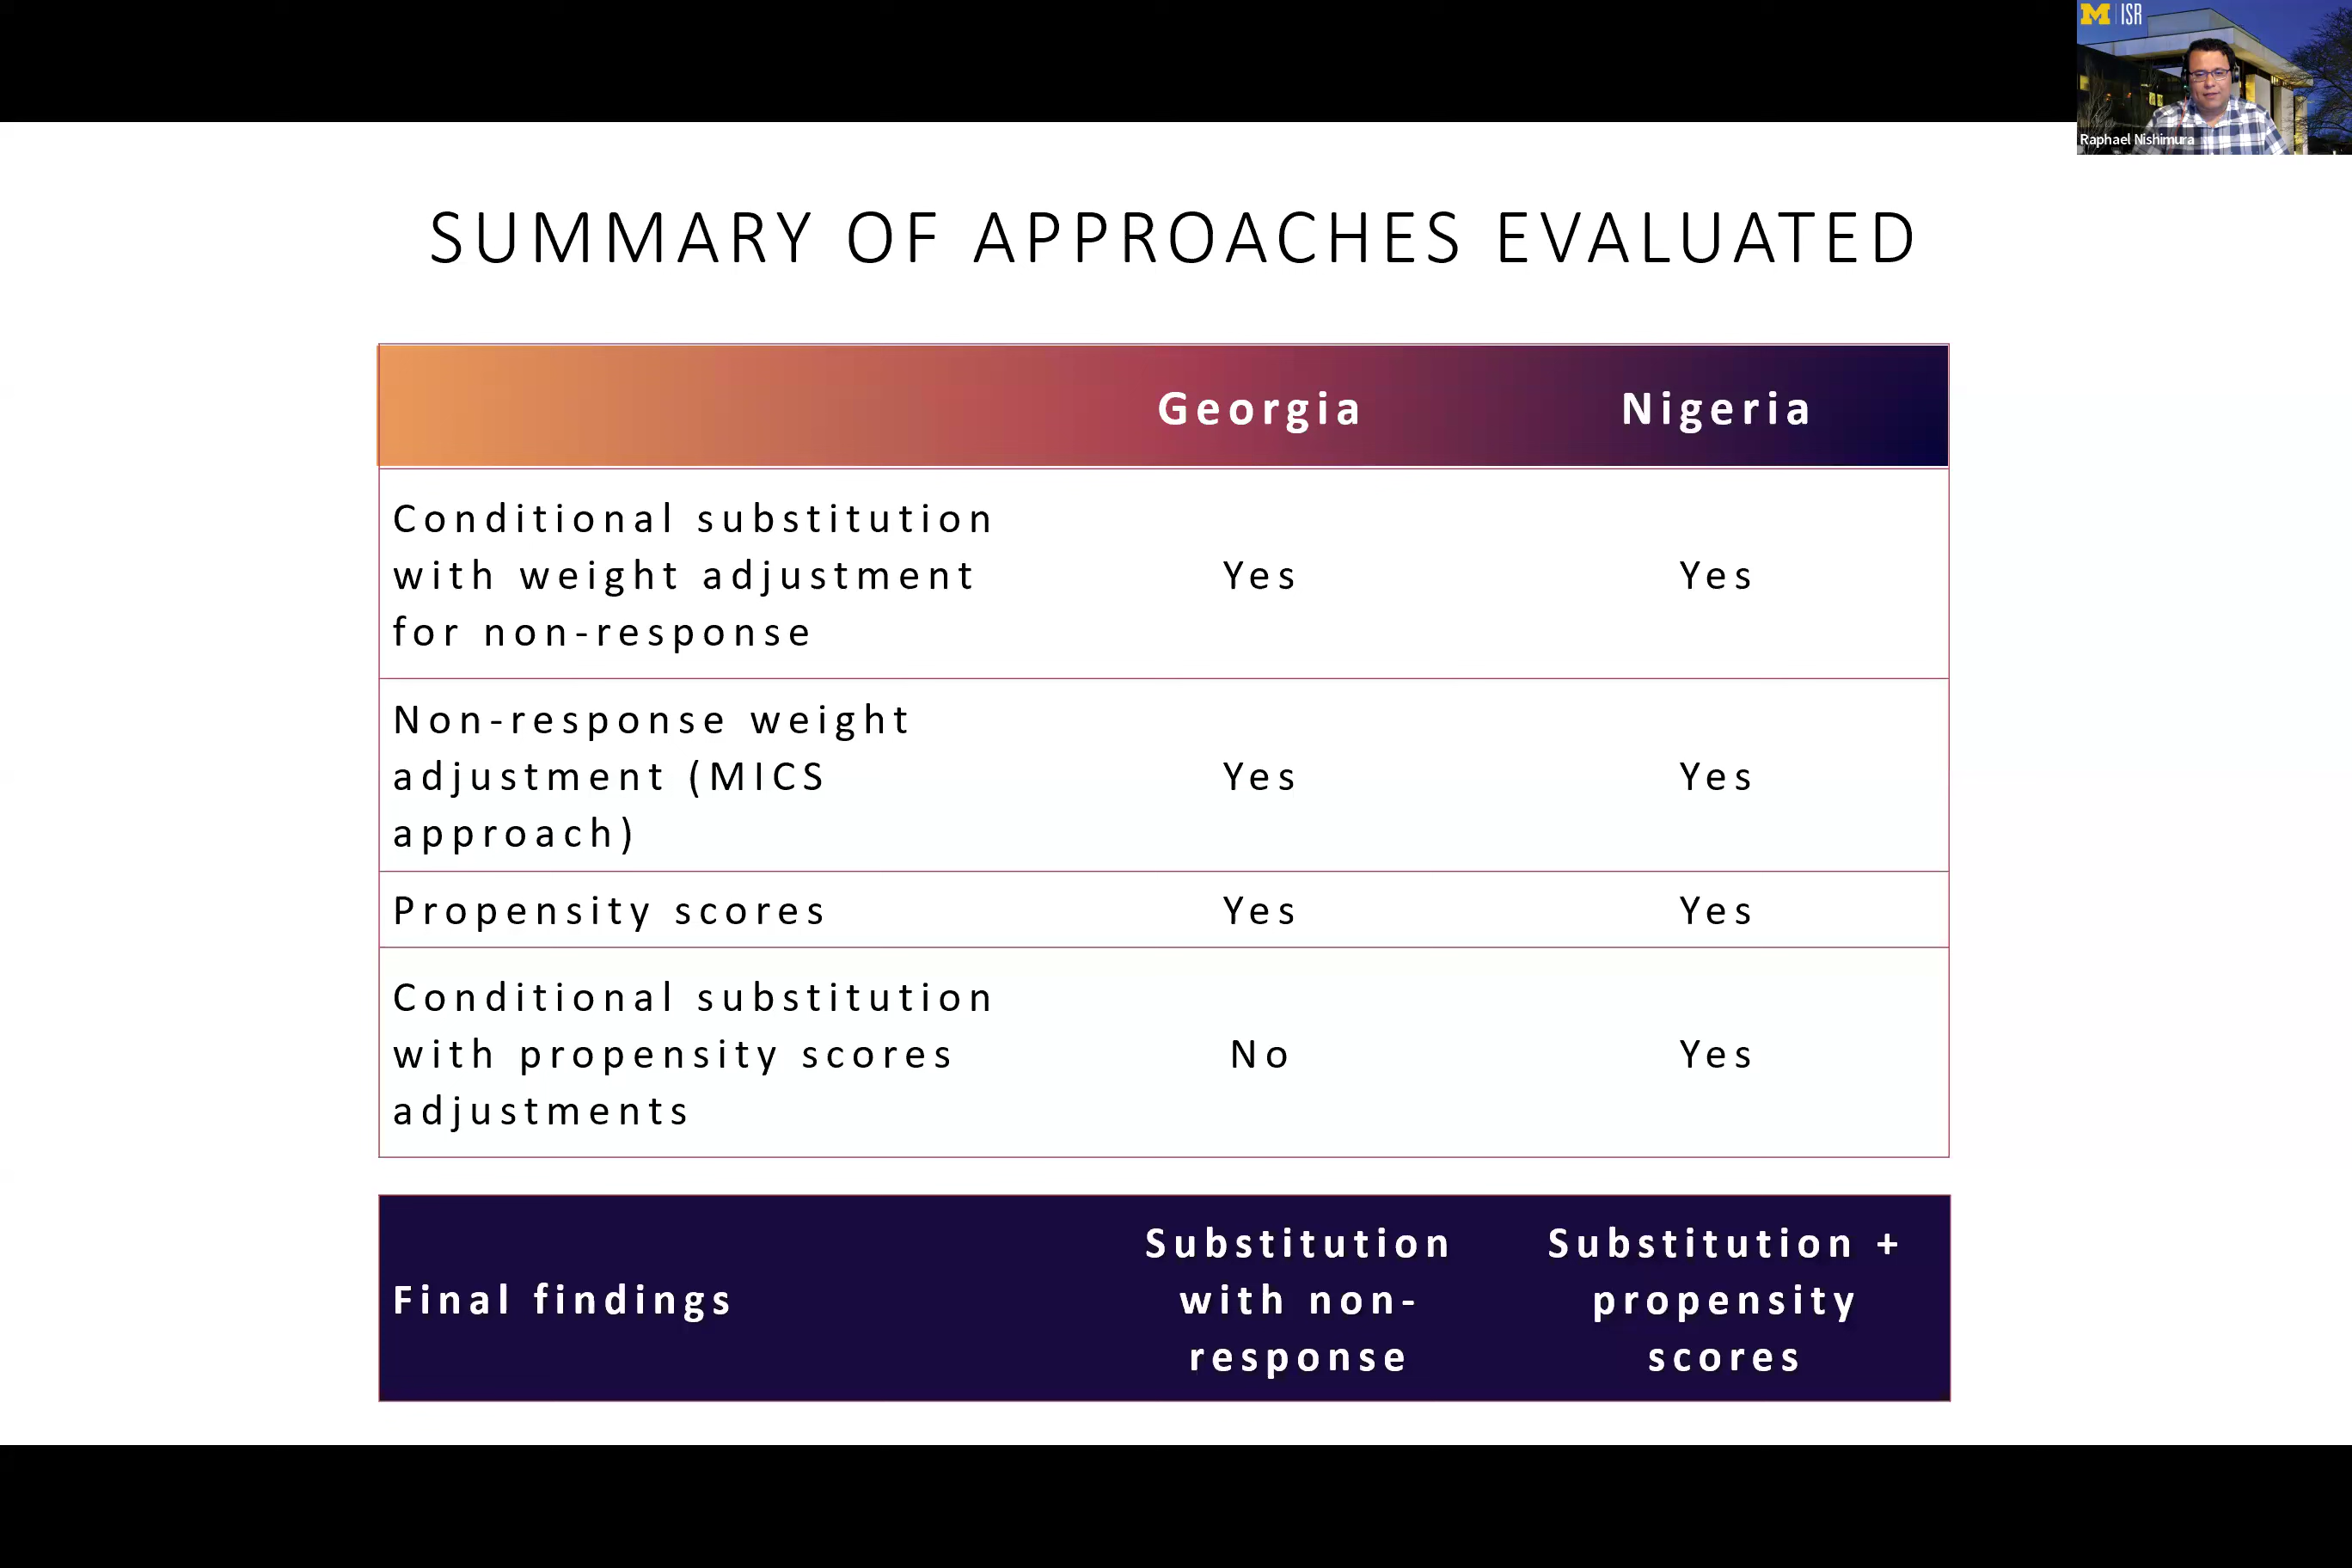 M | ISR
Raphael Nishimura
SUMMARY OF APPROACHES EVALUATED
Georgia Nigeria
Conditional substitution
with weight adjustment
for non-response
Yes Yes
Non-response weight
adjustment (MICS
approach)
Yes Yes
Propensity scores Yes Yes
Conditional substitution
with propensity scores
adjustments
No Yes
Final findings
Substitution
with non-
response
Substitution +
propensity
scores